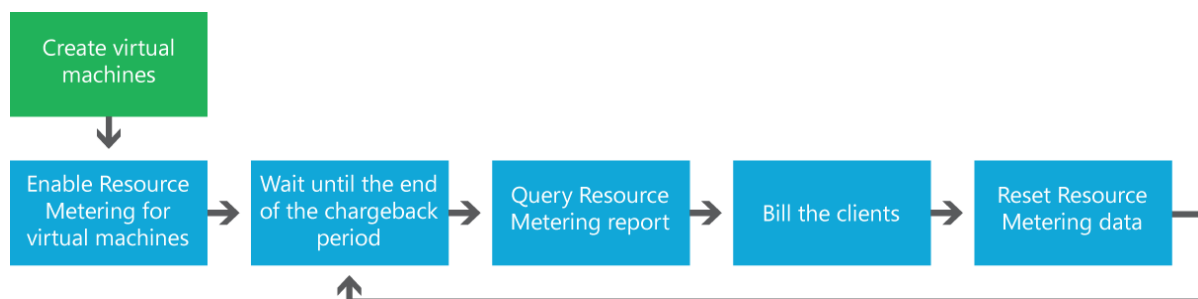 Create virtual
machines
Enable Resource
Metering for
virtual machines
Wait until the end
of the chargeback
period
Query Resource
Metering report
Bill the clients
Reset Resource
Metering data